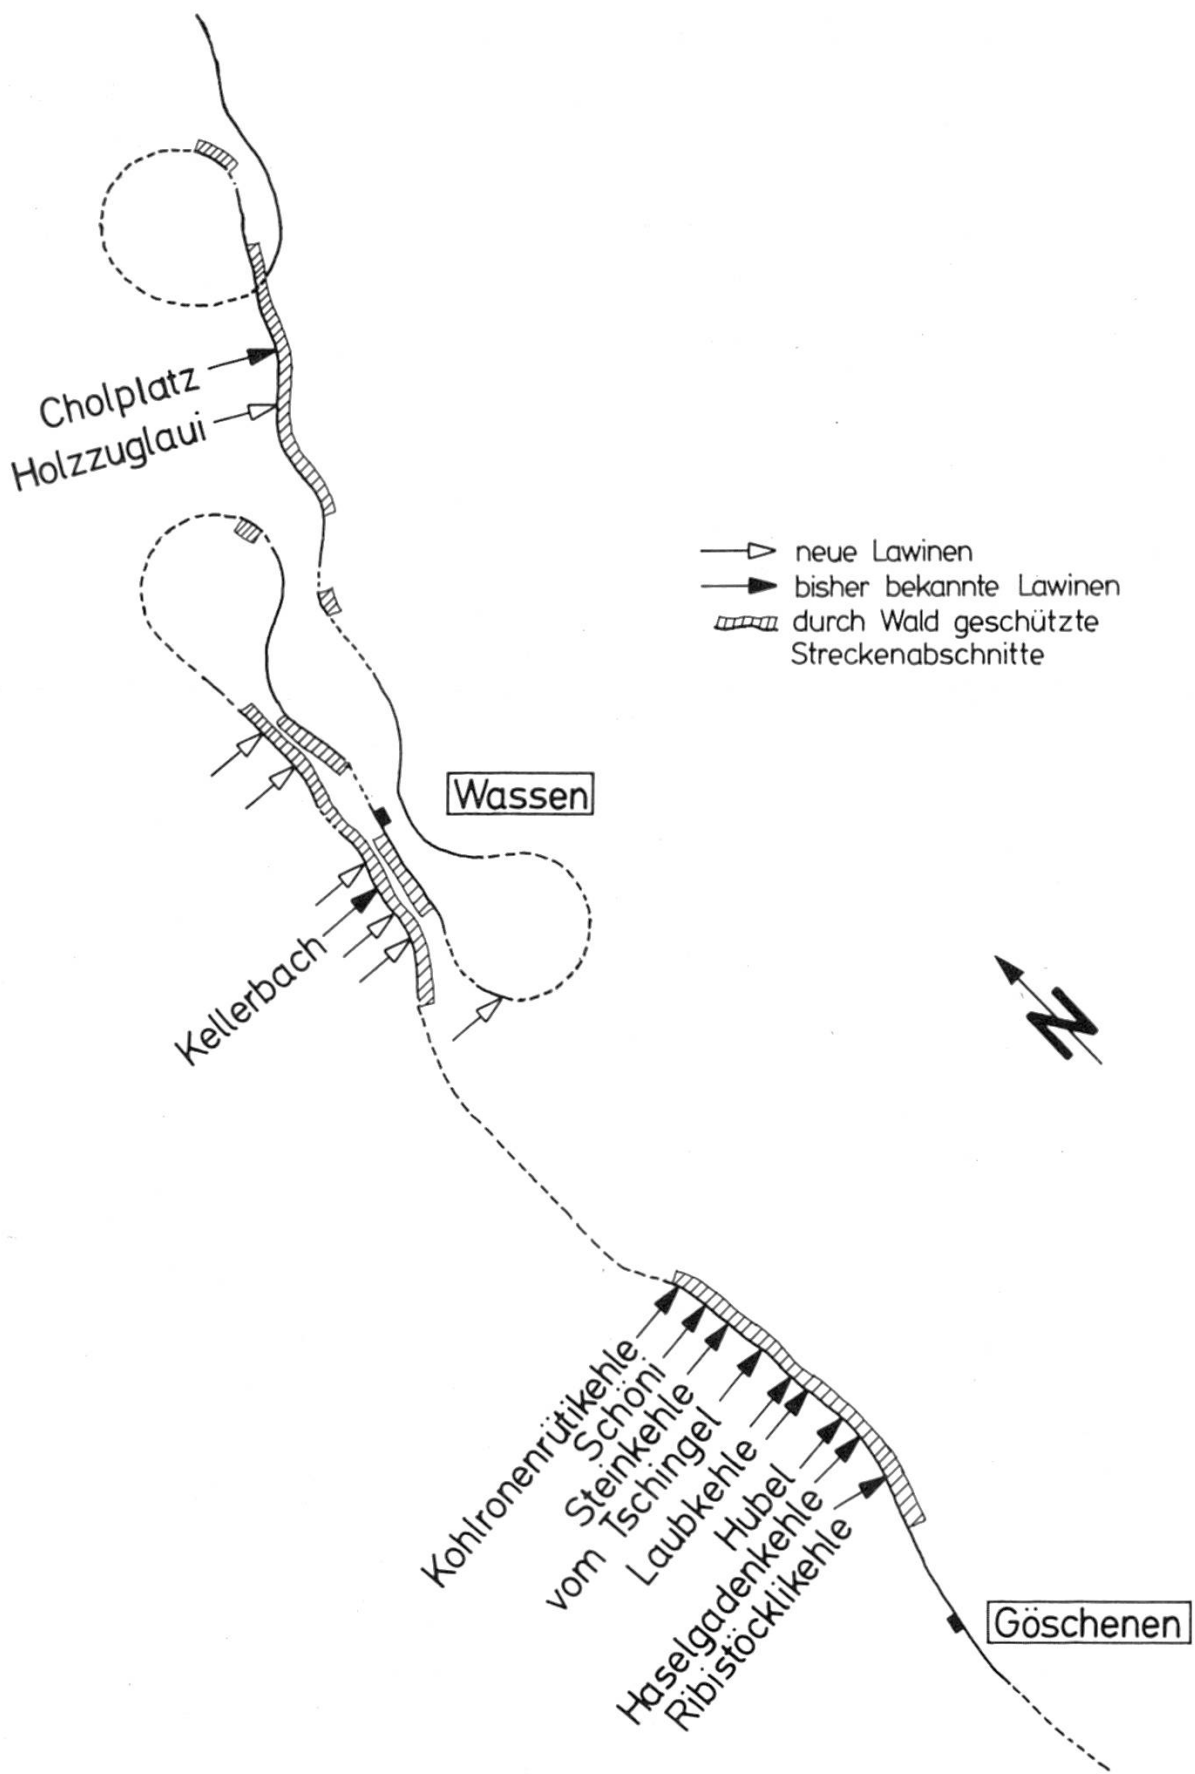 Cholplatz
Holzzuglaui
neue Lawinen
bisher bekannte Lawinen
durch Wald geschützte
Streckenabschnitte
Wassen
Kellerbach
N
Kohlronenrütikehle
Schöni
Steinkehle
vom Tschingel
Laubkehle
Hubel
Haselgadenkehle
Ribistöcklikehle
Göschenen